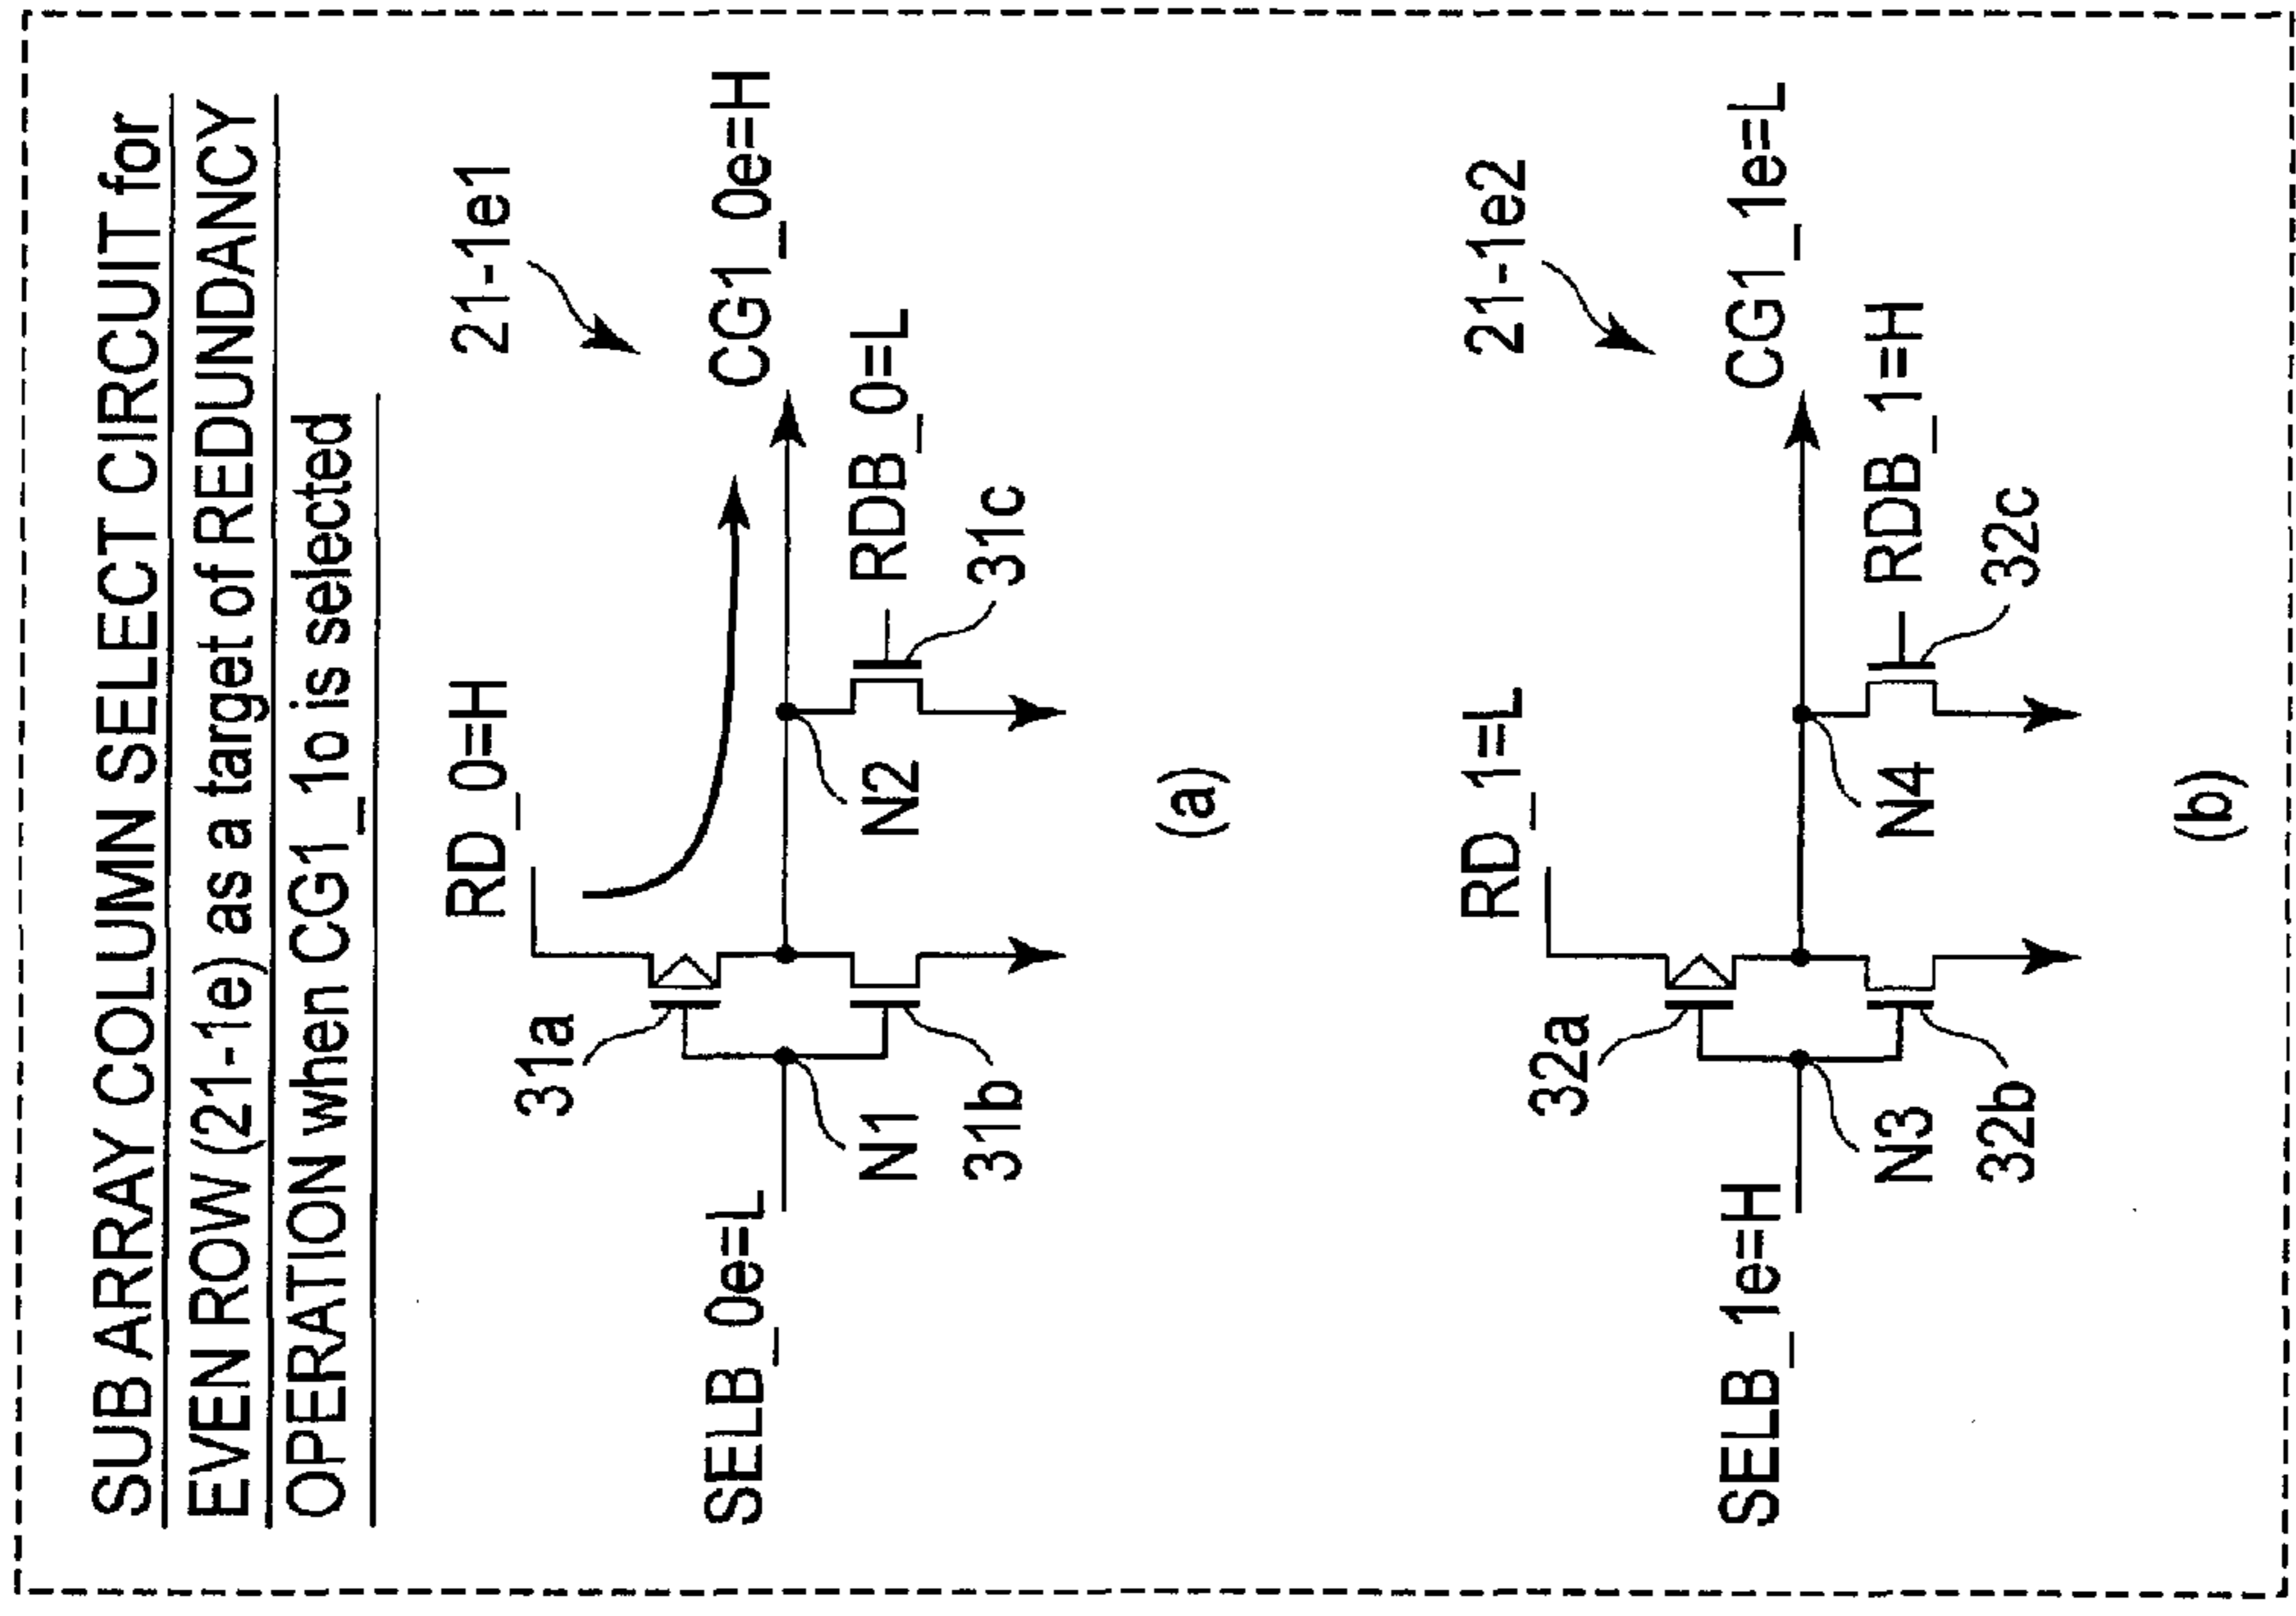 SUB ARRAY COLUMN SELECT CIRCUIT for
EVEN ROW (21-1e) as a target of REDUNDANCY
OPERATION when CG1_1o is selected
21-1e1
RD_0=H
31a
CG1_0e=H
SELB_0e=L
N1
N2
RDB_0=L
31b
31c
(a)
21-1e2
RD_1=L
32a
CG1_1e=L
SELB_1e=H
N3
N4
RDB_1=H
32b
32c
(b)